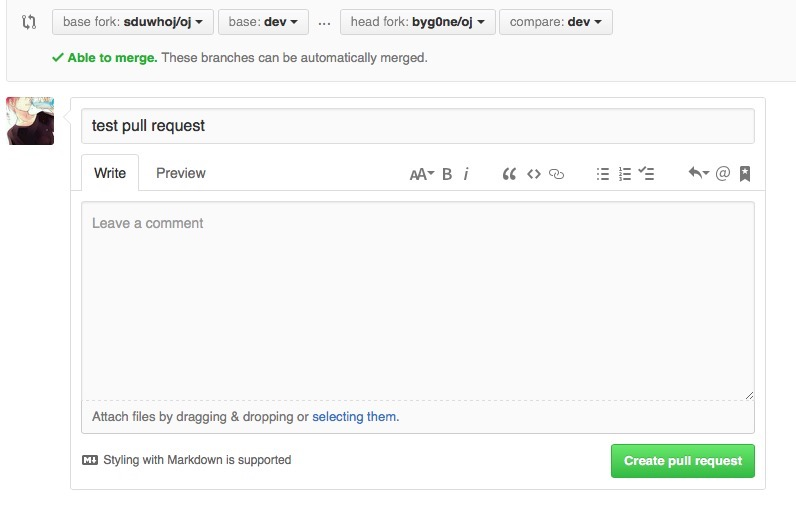 base fork: sduwhoj/oj base: dev ... head fork: byg0ne/oj compare: dev
Able to merge. These branches can be automatically merged.
test pull request
Write Preview AA B i @
Leave a comment
Attach files by dragging & dropping or selecting them.
Styling with Markdown is supported Create pull request